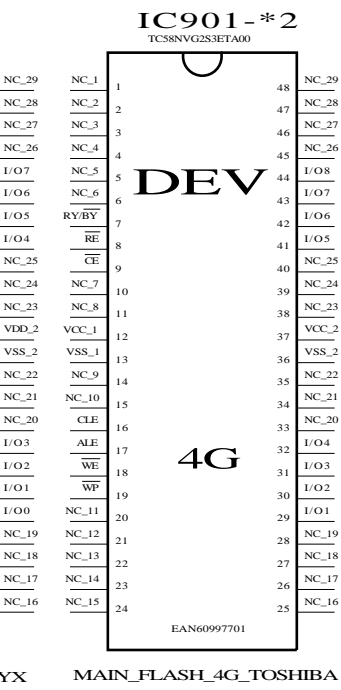 IC901-*2
TC58NVG2S3ETA00
NC_29 NC_1 1 48 NC_29
NC_28 NC_2 2 47 NC_28
NC_27 NC_3 3 46 NC_27
NC_26 NC_4 4 45 NC_26
I/O7 NC_5 5 44 I/O8
DEV
I/O6 NC_6 6 43 I/O7
I/O5 RY/BY 7 42 I/O6
I/O4 RE 8 41 I/O5
NC_25 CE 9 40 NC_25
NC_24 NC_7 10 39 NC_24
NC_23 NC_8 11 38 NC_23
VDD_2 VCC_1 12 37 VCC_2
VSS_2 VSS_1 13 36 VSS_2
NC_22 NC_9 14 35 NC_22
NC_21 NC_10 15 34 NC_21
NC_20 CLE 16 33 NC_20
I/O3 ALE 17 32 I/O4
4G
I/O2 WE 18 31 I/O3
I/O1 WP 19 30 I/O2
I/O0 NC_11 20 29 I/O1
NC_19 NC_12 21 28 NC_19
NC_18 NC_13 22 27 NC_18
NC_17 NC_14 23 26 NC_17
NC_16 NC_15 24 25 NC_16
EAN60997701
YX MAIN_FLASH_4G_TOSHIBA